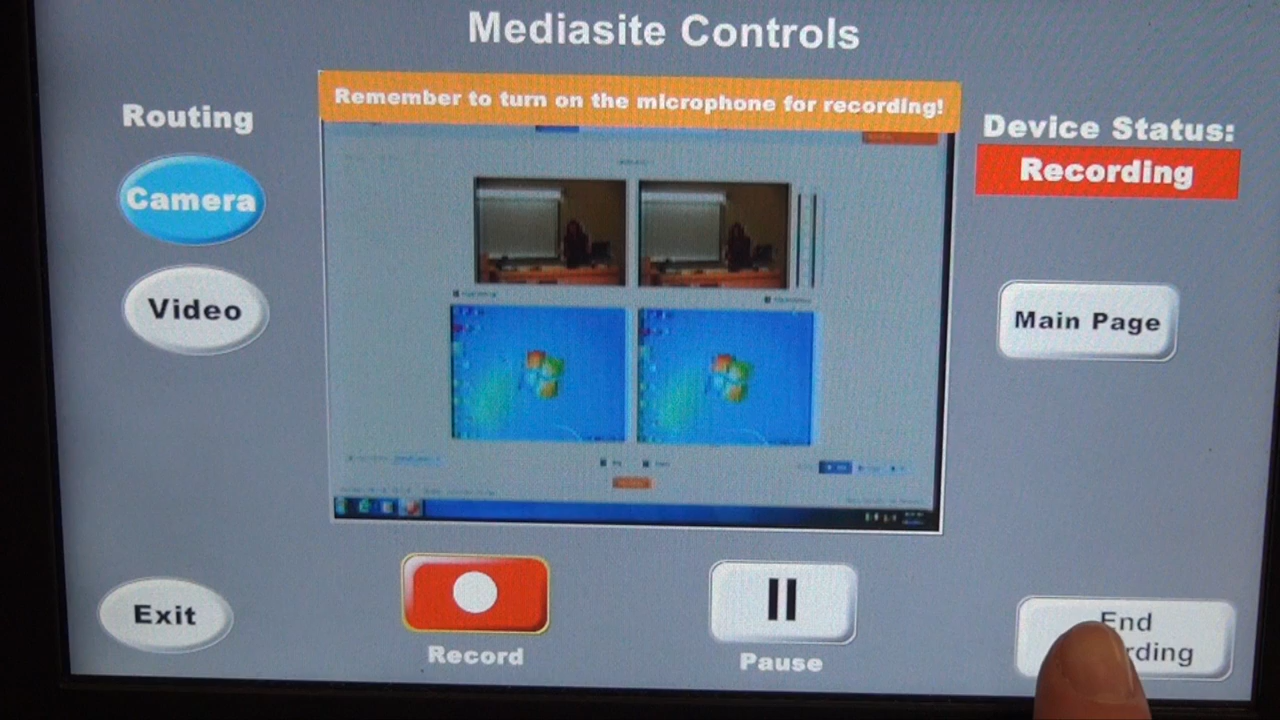 Mediasite Controls
Remember to turn on the microphone for recording!
Routing
Camera
Video
Device Status:
Recording
Main Page
Exit
Record
Pause
End